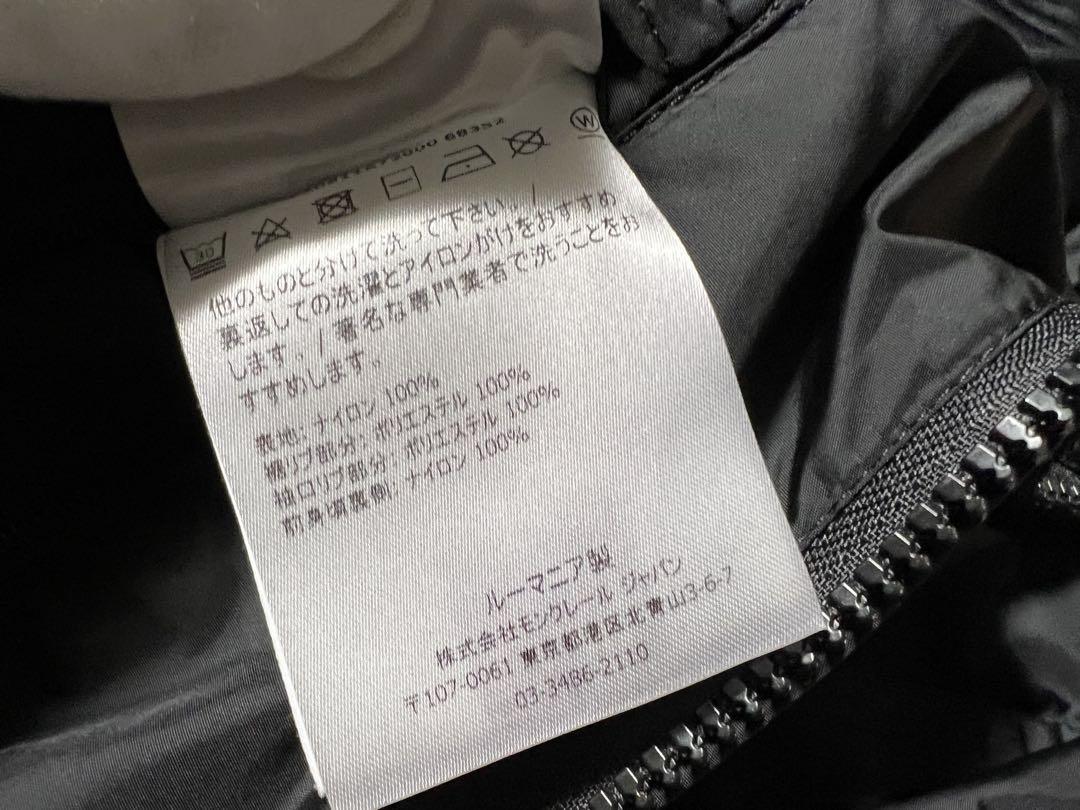 68352
30
W
他のものと分けて洗って下さい。/
裏返しての洗濯とアイロンがけをおすすめ
します。/ 著名な専門業者で洗うことをお
すすめします。
表地: ナイロン 100%
襟リブ部分: ポリエステル 100%
袖口リブ部分: ポリエステル 100%
前身頃裏側: ナイロン 100%
ルーマニア製
株式会社モンクレール ジャパン
〒107-0061 東京都港区北青山3-6-7
03-3486-2110